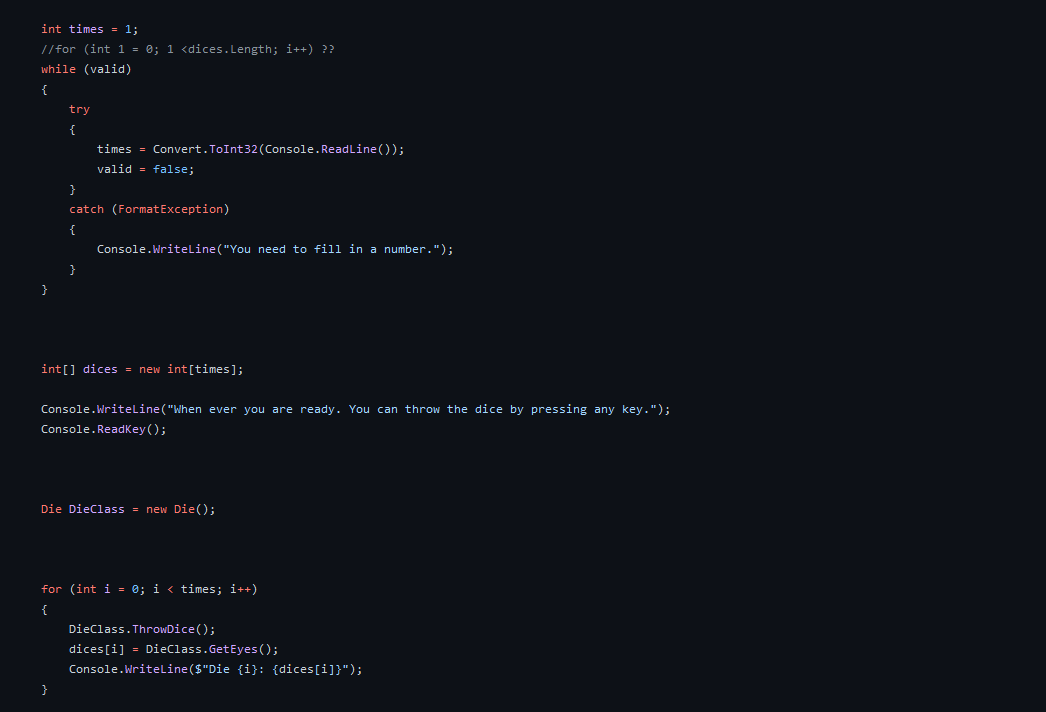 int times = 1;
//for (int 1 = 0; 1 <dices.Length; i++) ??
while (valid)
{
    try
    {
        times = Convert.ToInt32(Console.ReadLine());
        valid = false;
    }
    catch (FormatException)
    {
        Console.WriteLine("You need to fill in a number.");
    }
}
int[] dices = new int[times];
Console.WriteLine("When ever you are ready. You can throw the dice by pressing any key.");
Console.ReadKey();
Die DieClass = new Die();
for (int i = 0; i < times; i++)
{
    DieClass.ThrowDice();
    dices[i] = DieClass.GetEyes();
    Console.WriteLine($"Die {i}: {dices[i]}");
}